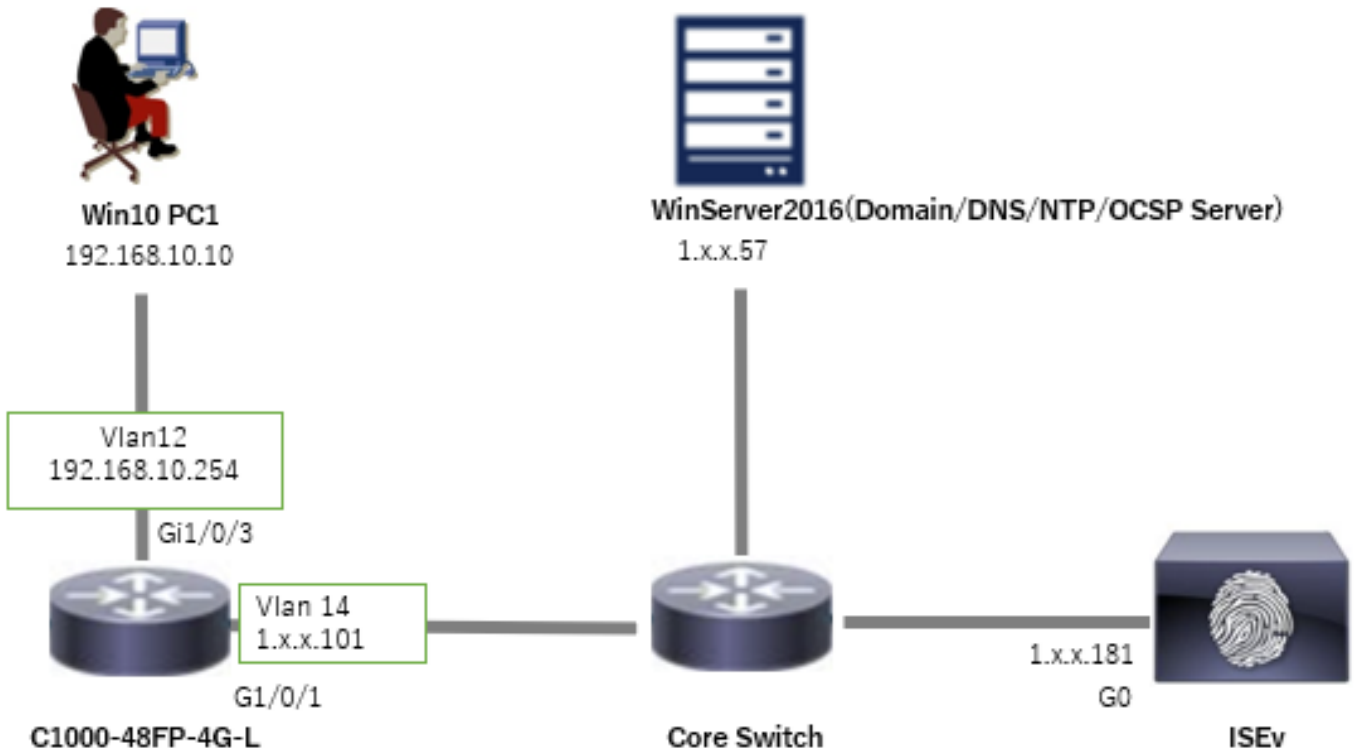 Win10 PC1
192.168.10.10
WinServer2016(Domain/DNS/NTP/OCSP Server)
1.x.x.57
Vlan12
192.168.10.254
Gi1/0/3
Vlan 14
1.x.x.101
G1/0/1
C1000-48FP-4G-L
Core Switch
1.x.x.181
G0
ISEv